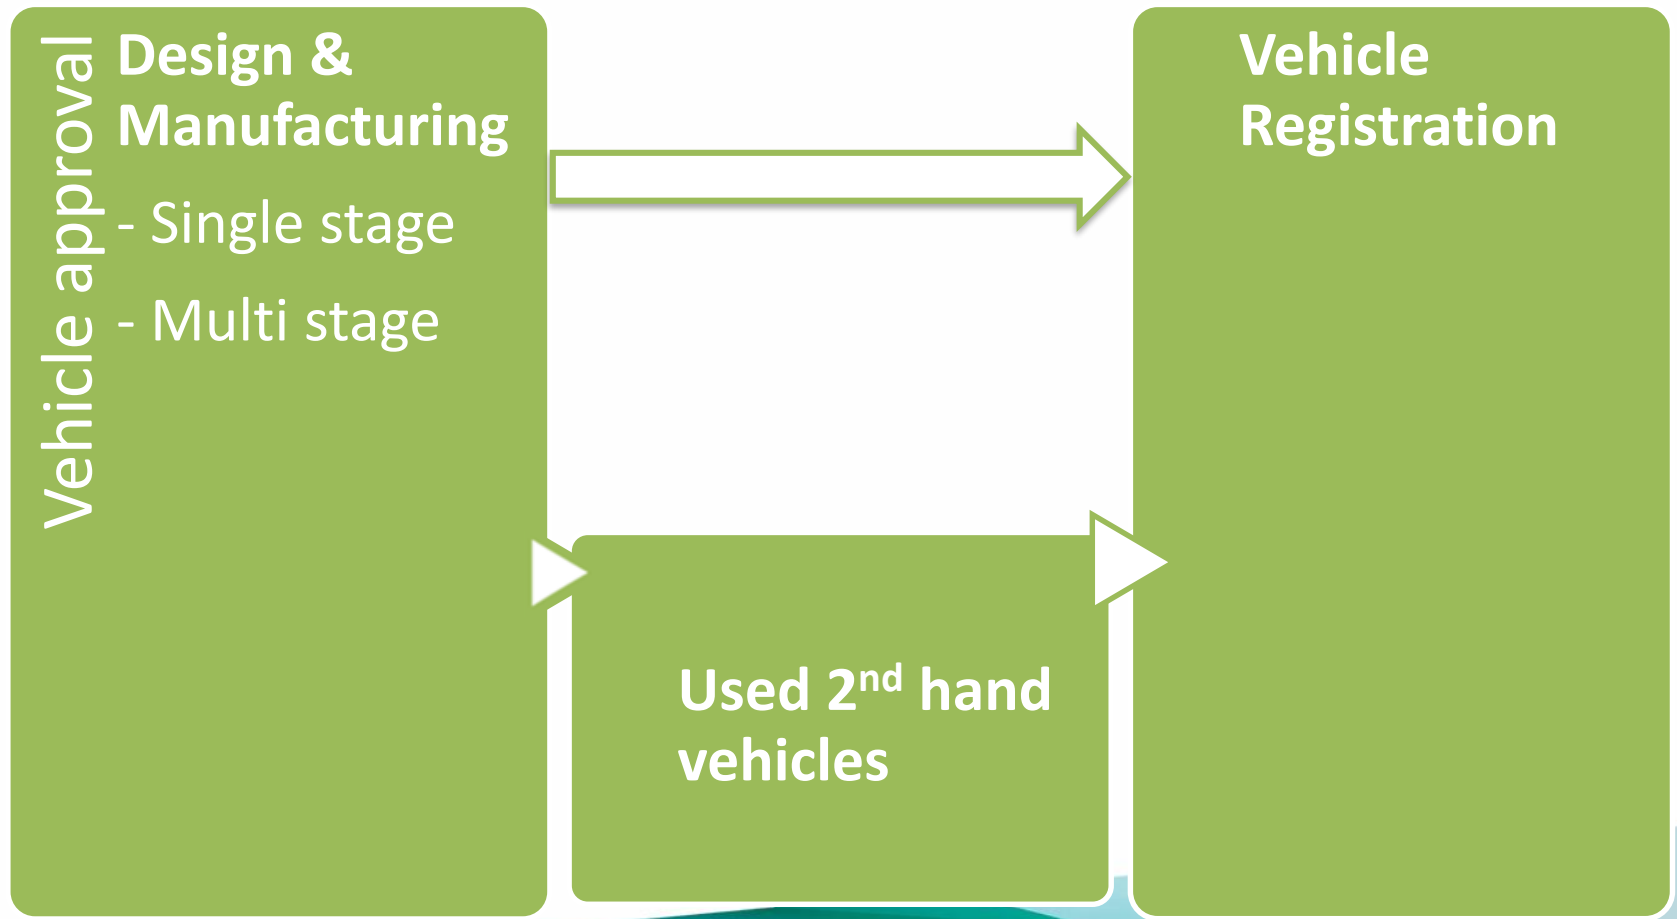 Vehicle approval
Design &
Manufacturing
- Single stage
- Multi stage
Used 2nd hand
vehicles
Vehicle
Registration